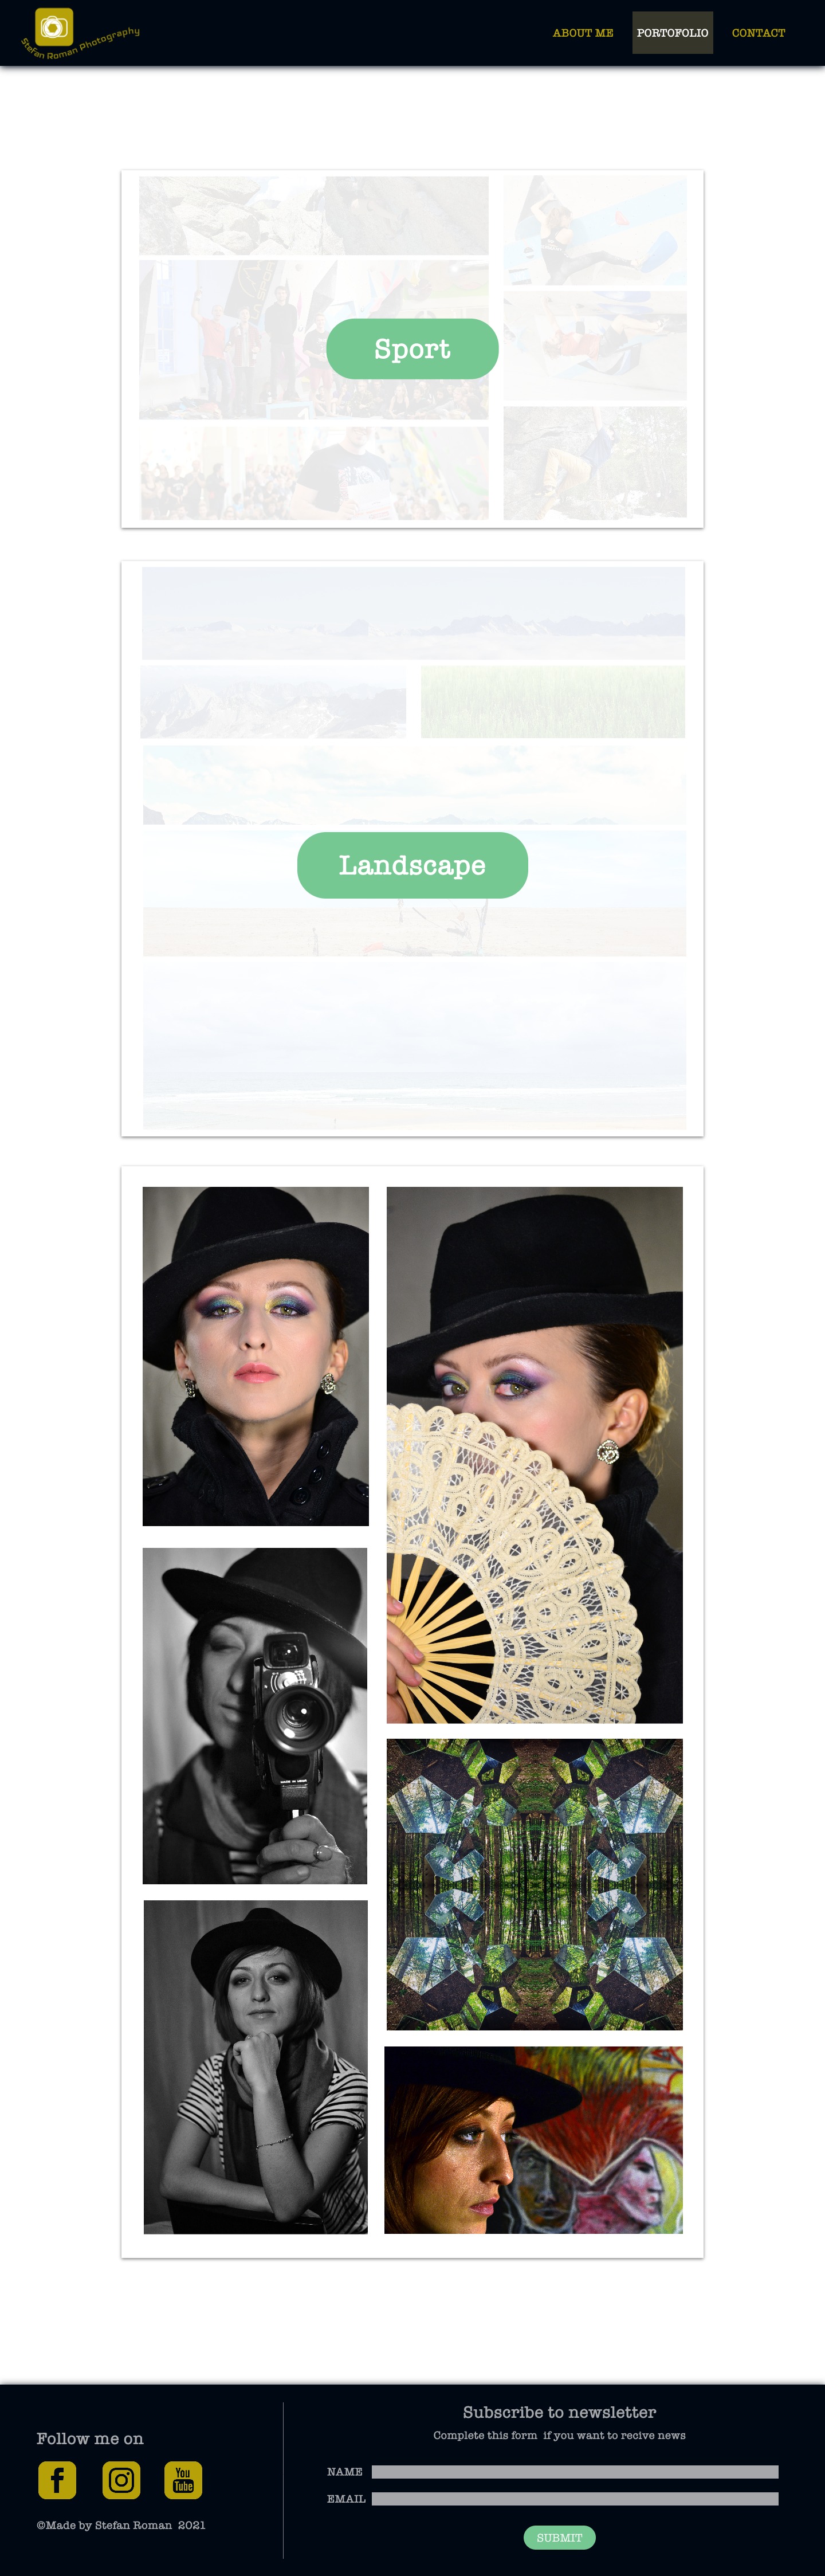 Stefan Roman Photography
ABOUT ME
PORTOFOLIO
CONTACT
Sport
Landscape
Follow me on
You
Tube
©Made by Stefan Roman 2021
Subscribe to newsletter
Complete this form if you want to recive news
NAME
EMAIL
SUBMIT